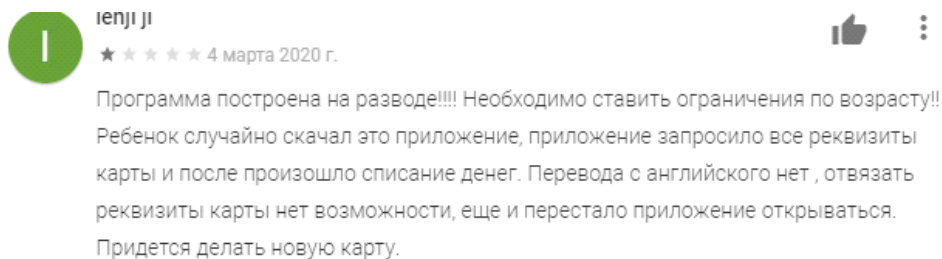 I
lenji ji
4 марта 2020 г.
Программа построена на разводе!!!! Необходимо ставить ограничения по возрасту!!
Ребенок случайно скачал это приложение, приложение запросило все реквизиты
карты и после произошло списание денег. Перевода с английского нет , отвязать
реквизиты карты нет возможности, еще и перестало приложение открываться.
Придется делать новую карту.